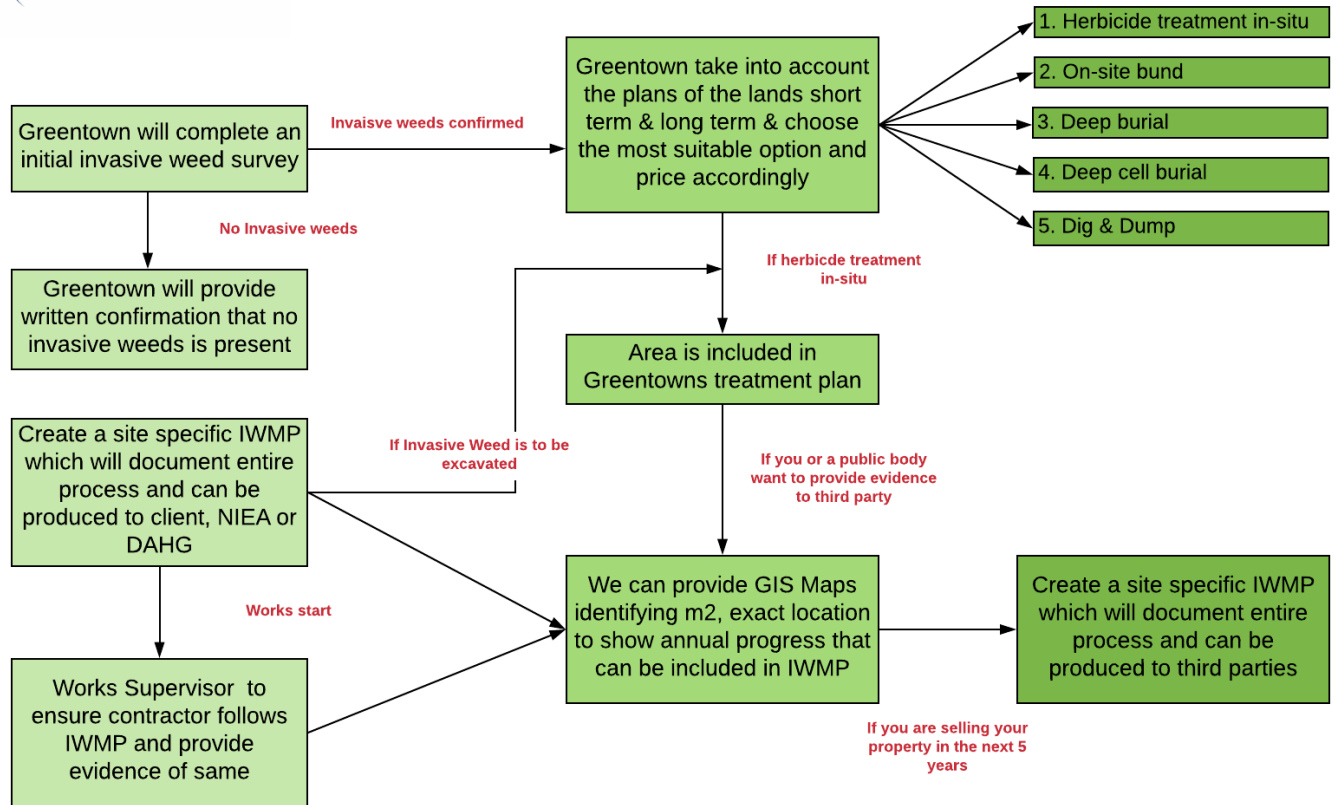 Greentown will complete an
initial invasive weed survey
Invaisve weeds confirmed
Greentown take into account
the plans of the lands short
term & long term & choose
the most suitable option and
price accordingly
1. Herbicide treatment in-situ
2. On-site bund
3. Deep burial
4. Deep cell burial
5. Dig & Dump
No Invasive weeds
Greentown will provide
written confirmation that no
invasive weeds is present
If herbicde treatment
in-situ
Area is included in
Greentowns treatment plan
Create a site specific IWMP
which will document entire
process and can be
produced to client, NIEA or
DAHG
If Invasive Weed is to be
excavated
If you or a public body
want to provide evidence
to third party
Works start
We can provide GIS Maps
identifying m2, exact location
to show annual progress that
can be included in IWMP
Create a site specific IWMP
which will document entire
process and can be
produced to third parties
Works Supervisor to
ensure contractor follows
IWMP and provide
evidence of same
If you are selling your
property in the next 5
years